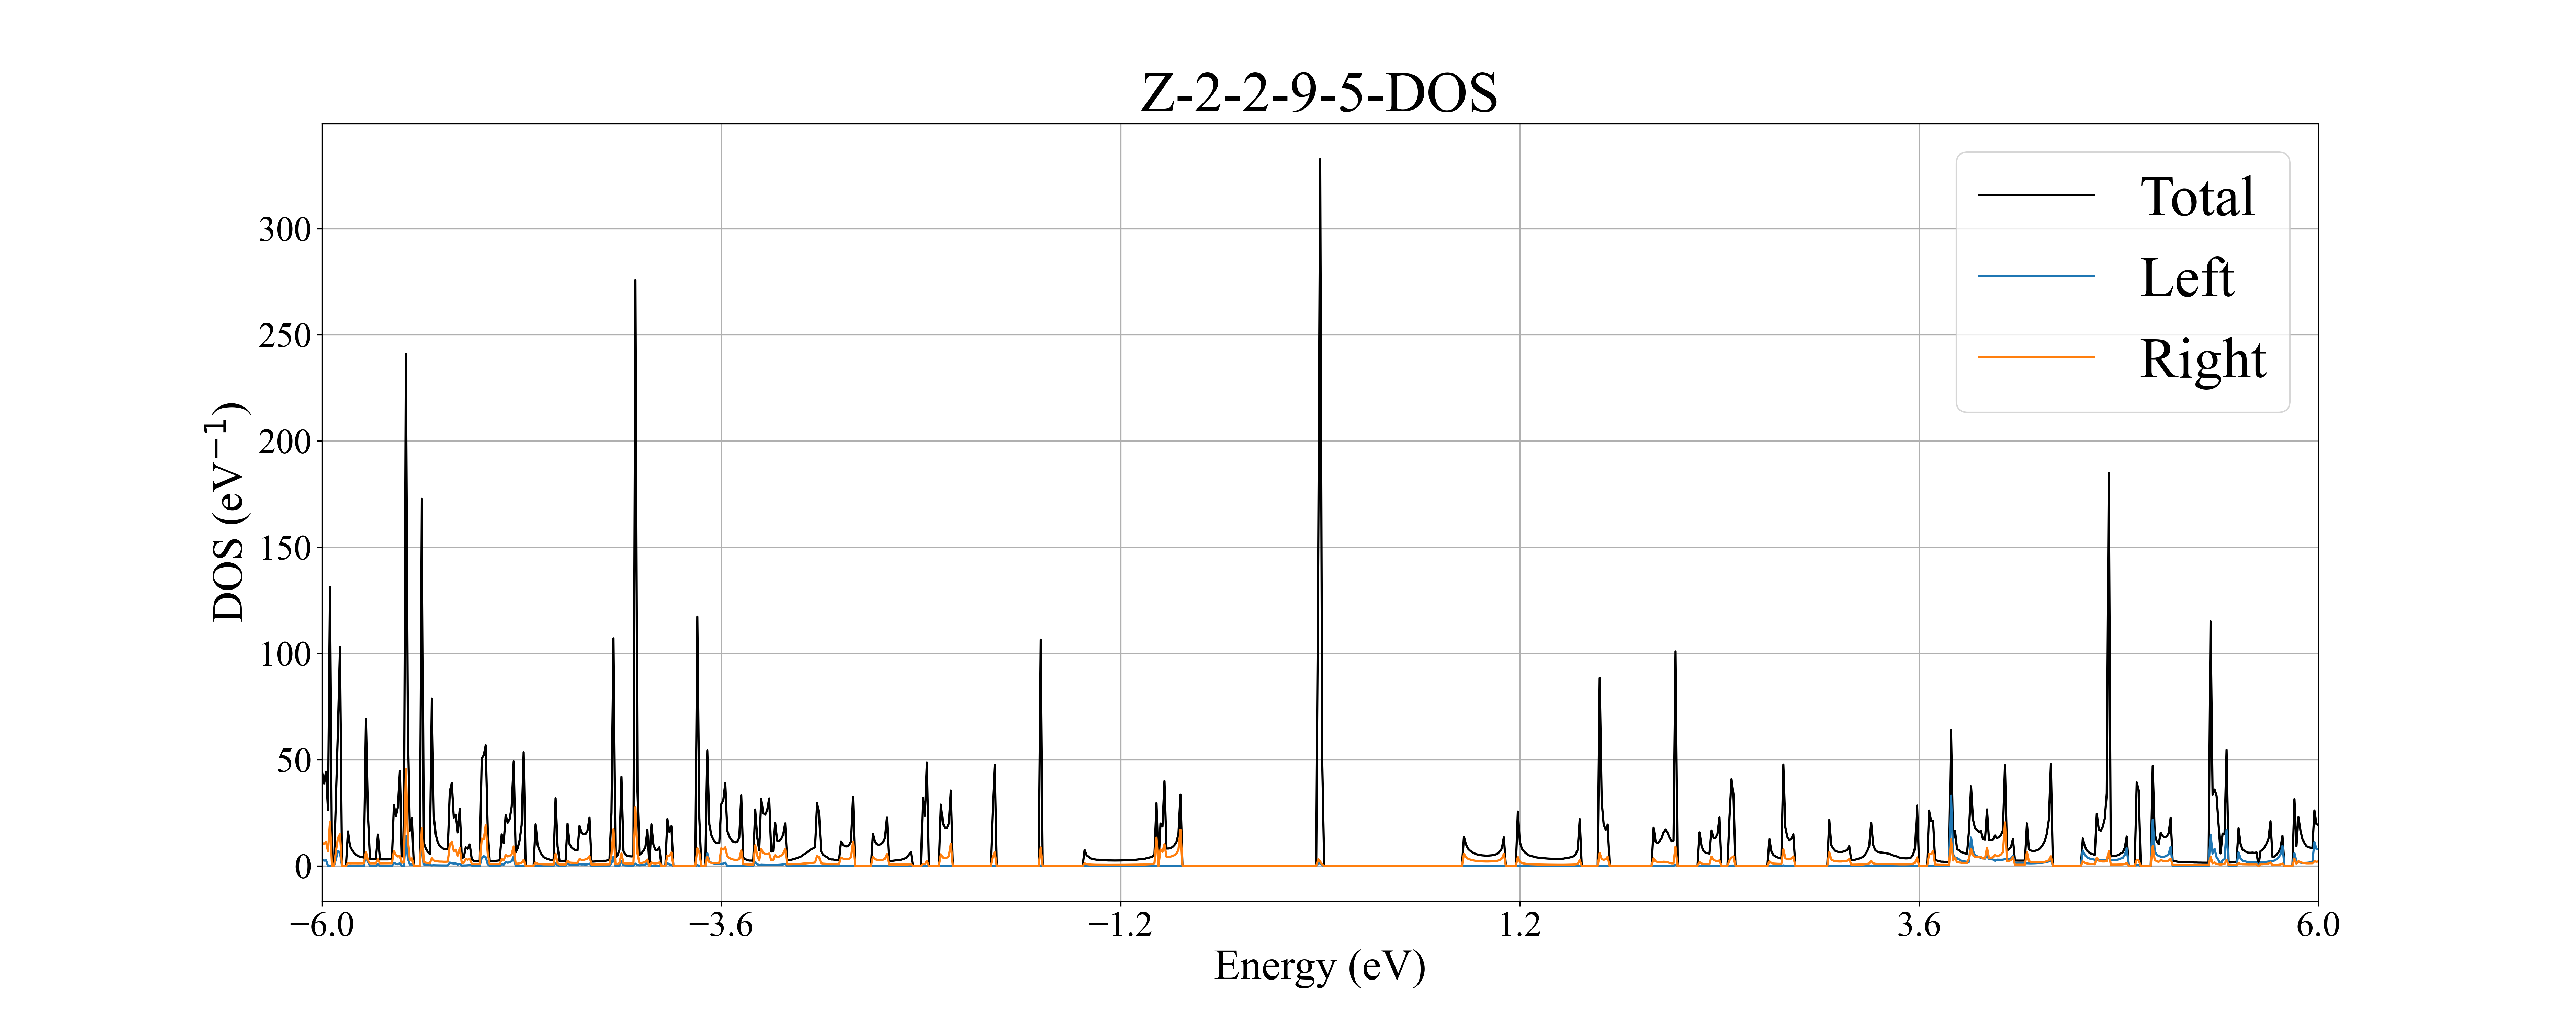 Z-2-2-9-5-DOS
DOS (eV⁻¹)
300
250
200
150
100
50
0
−6.0 −3.6 −1.2 1.2 3.6 6.0
Energy (eV)
Total
Left
Right